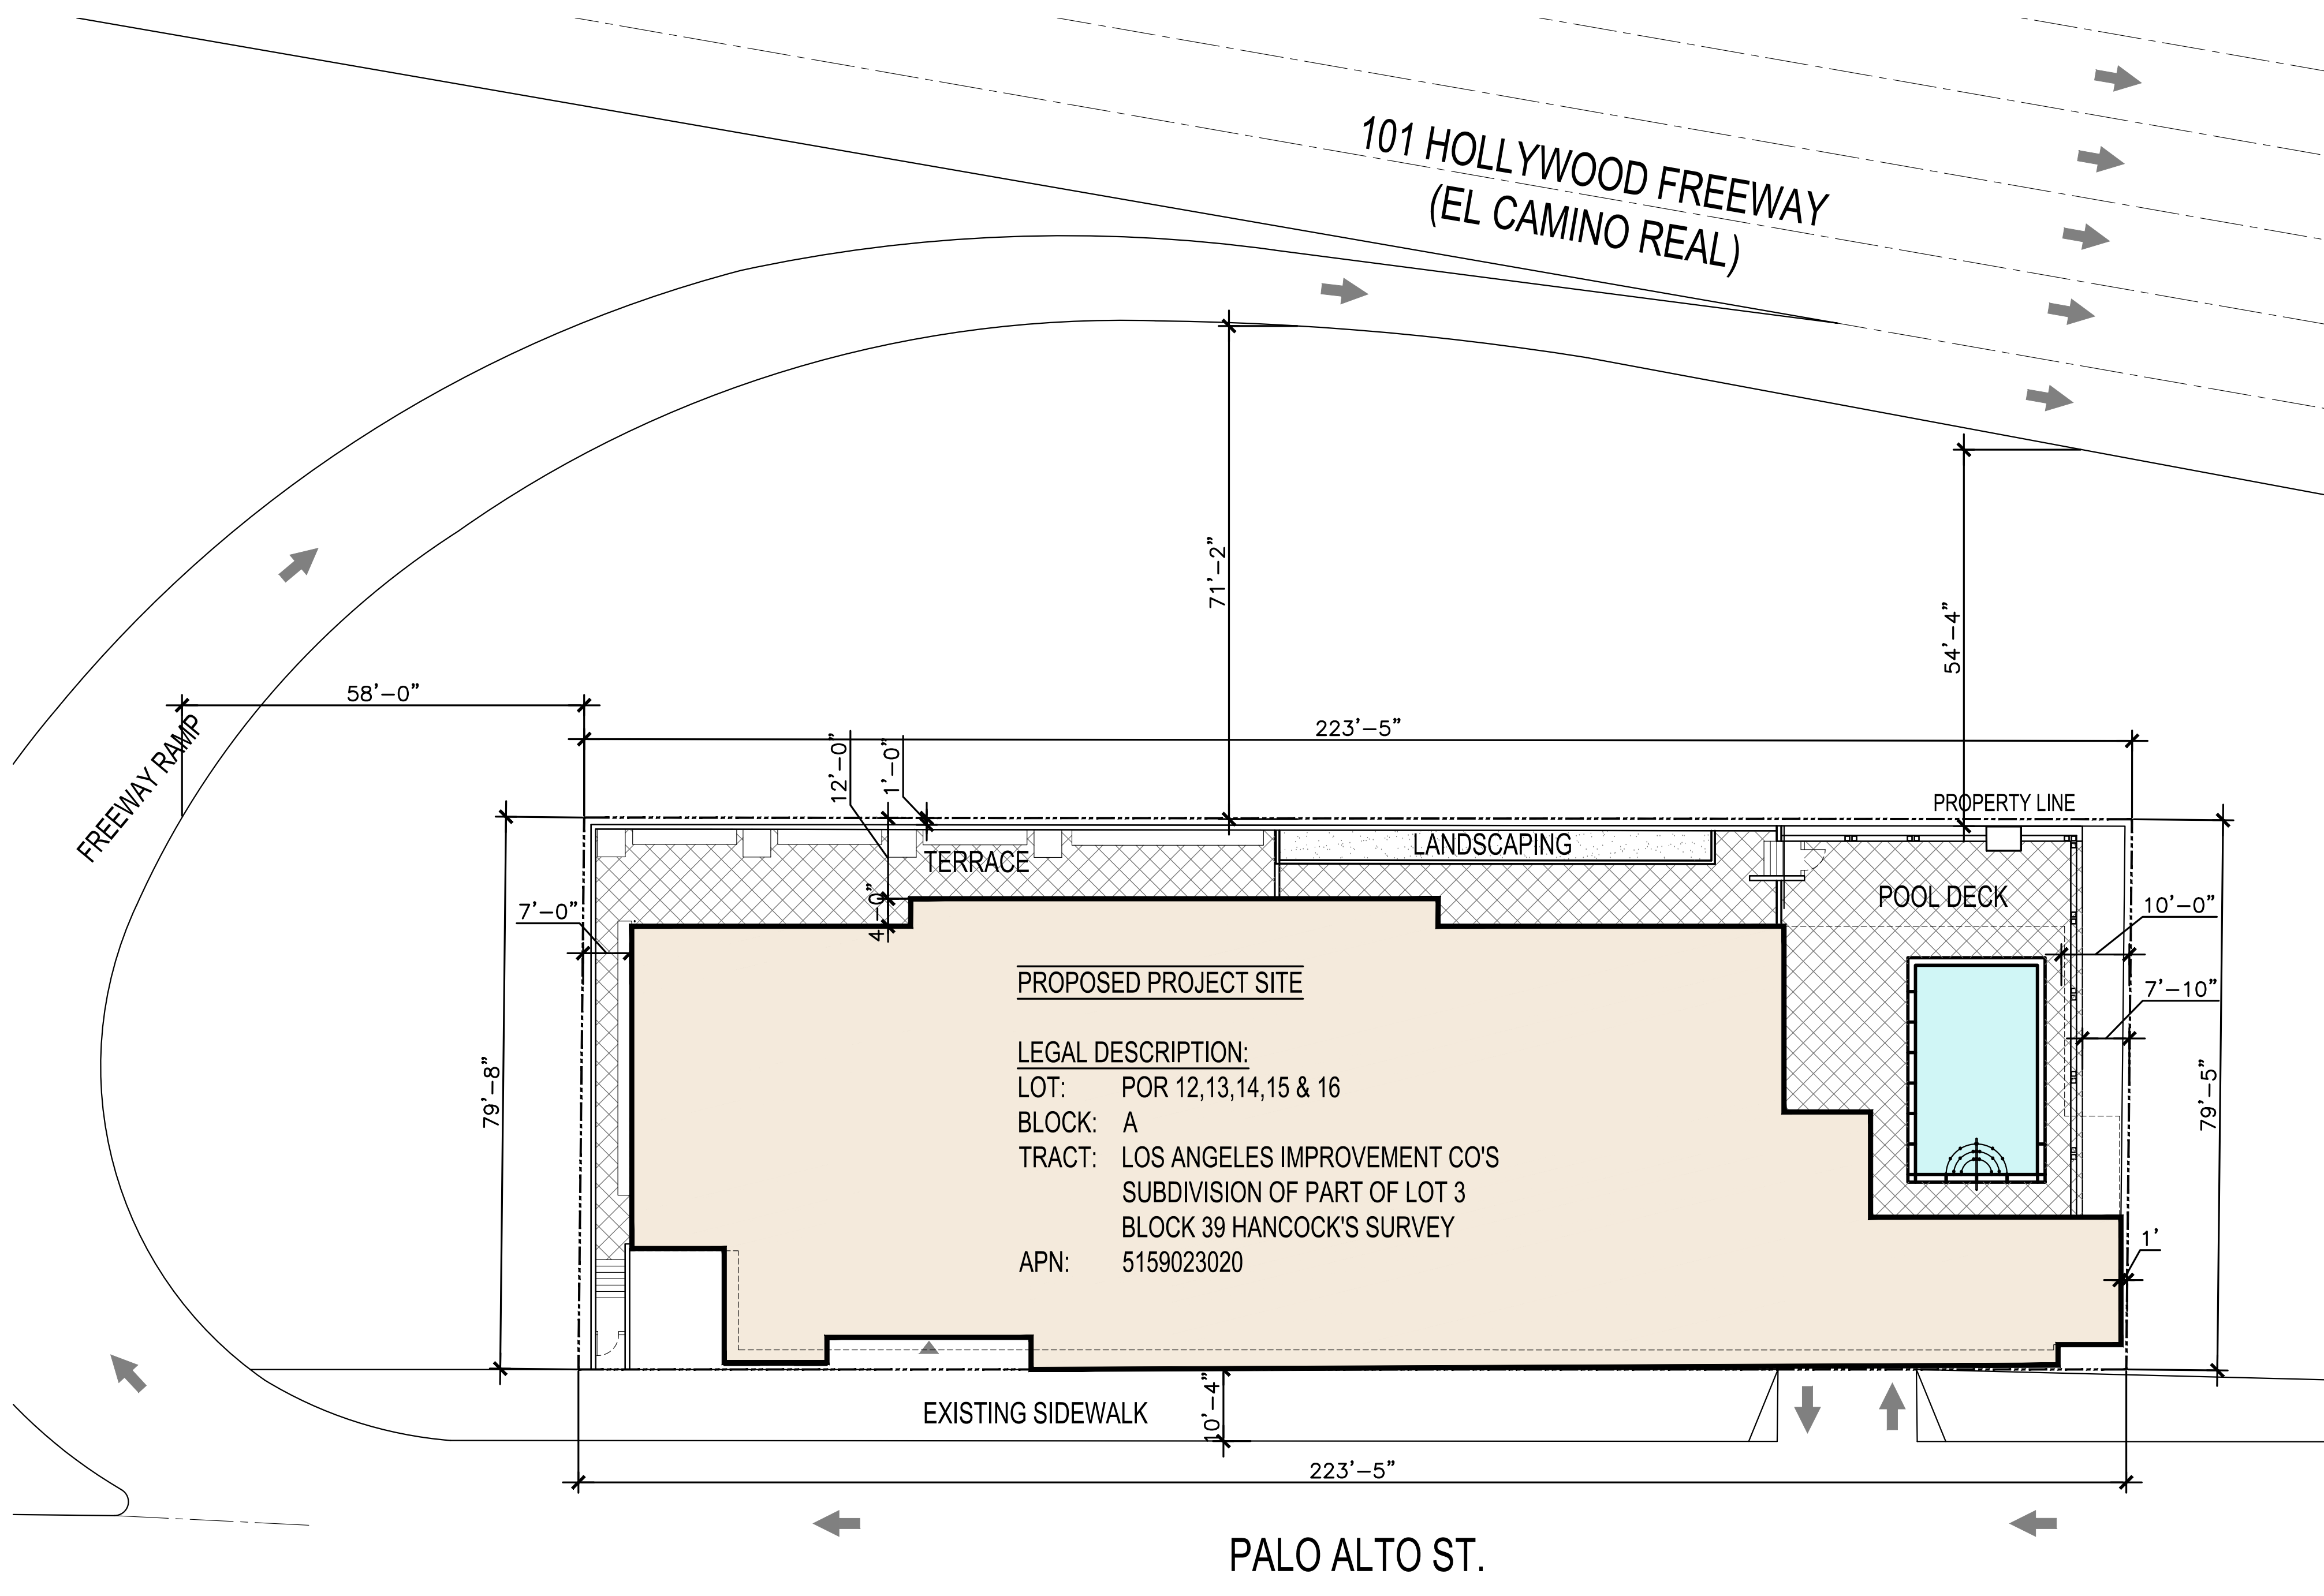 101 HOLLYWOOD FREEWAY
(EL CAMINO REAL)
71'-2"
54'-4"
58'-0"
FREEWAY RAMP
223'-5"
12'-0"
1'-0"
PROPERTY LINE
TERRACE
LANDSCAPING
POOL DECK
4'-0"
7'-0"
10'-0"
7'-10"
79'-8"
79'-5"
PROPOSED PROJECT SITE
LEGAL DESCRIPTION:
LOT: POR 12,13,14,15 & 16
BLOCK: A
TRACT: LOS ANGELES IMPROVEMENT CO'S
SUBDIVISION OF PART OF LOT 3
BLOCK 39 HANCOCK'S SURVEY
APN: 5159023020
1'
EXISTING SIDEWALK
10'-4"
223'-5"
PALO ALTO ST.